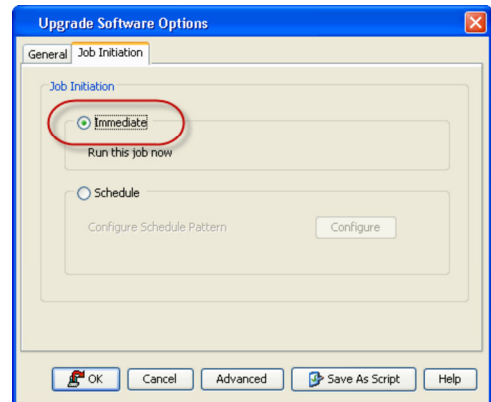 Upgrade Software Options
General Job Initiation
Job Initiation
Immediate
Run this job now
Schedule
Configure Schedule Pattern Configure
OK Cancel Advanced Save As Script Help